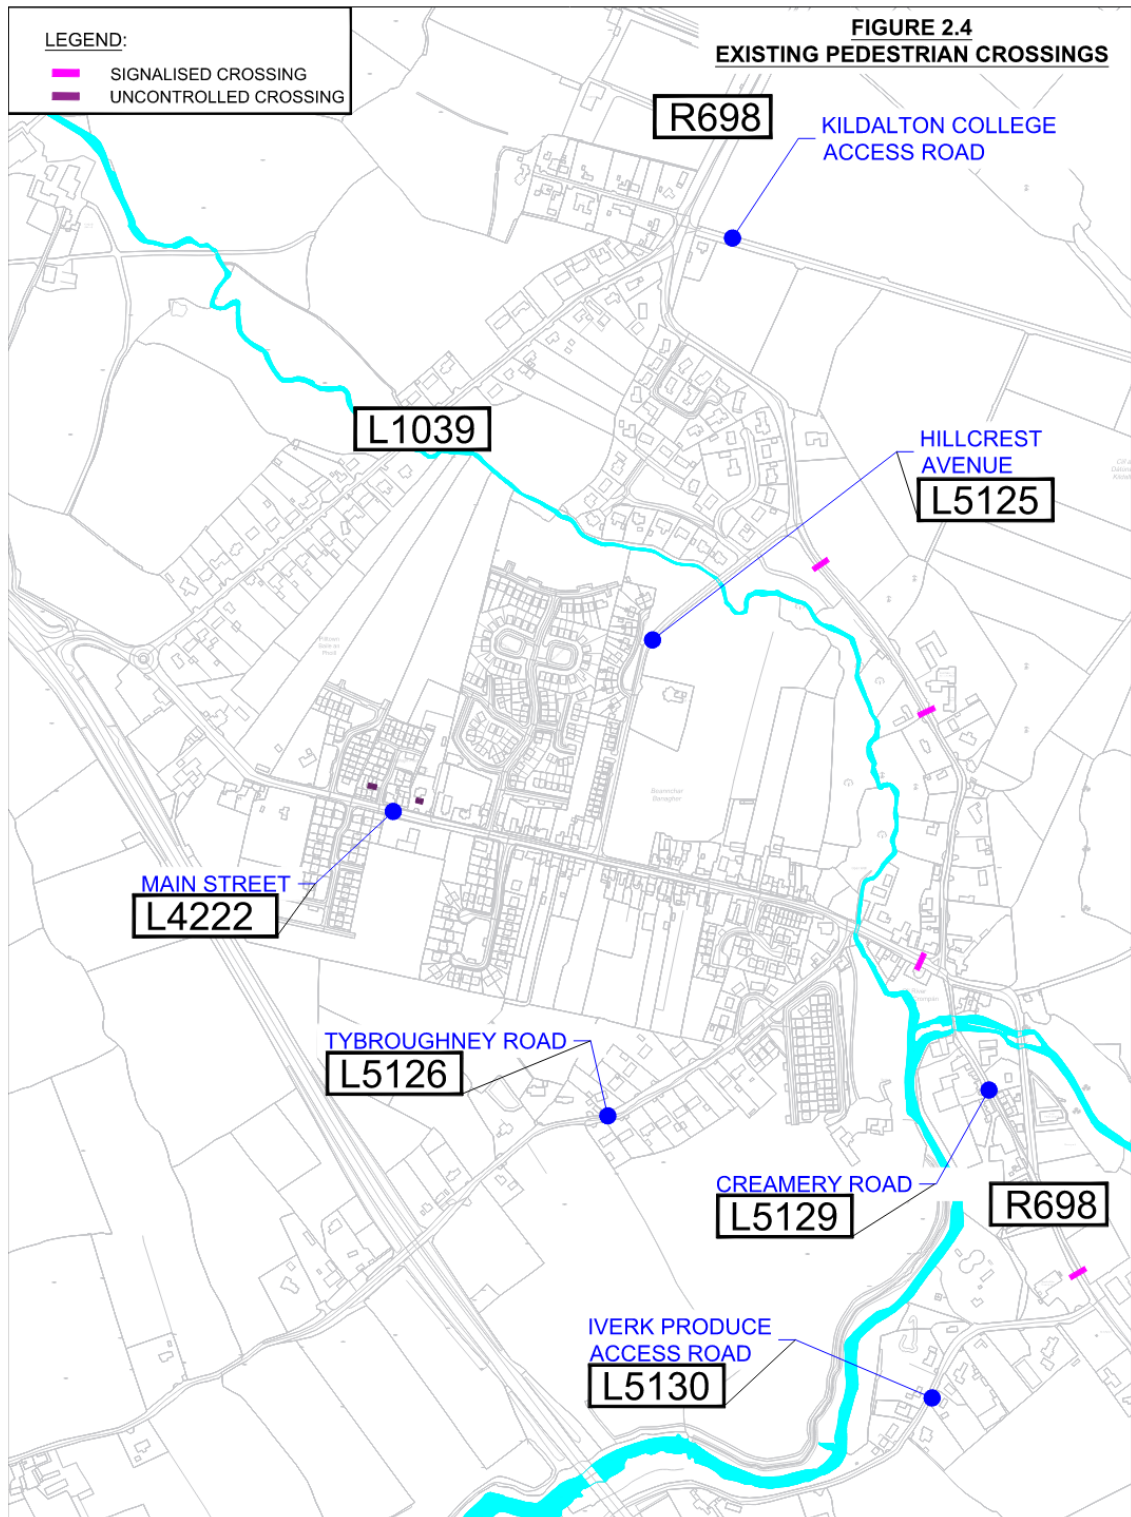 LEGEND:
SIGNALISED CROSSING
UNCONTROLLED CROSSING
FIGURE 2.4
EXISTING PEDESTRIAN CROSSINGS
R698
KILDALTON COLLEGE
ACCESS ROAD
L1039
HILLCREST
AVENUE
L5125
MAIN STREET
L4222
TYBROUGHNEY ROAD
L5126
CREAMERY ROAD
L5129
R698
IVERK PRODUCE
ACCESS ROAD
L5130